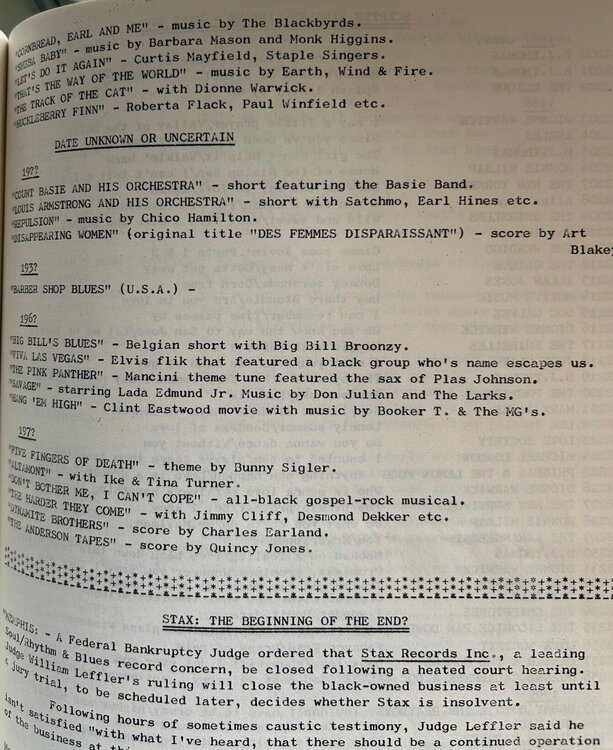 "CORNBREAD, EARL AND ME" - music by The Blackbyrds.
"SHEBA BABY" - music by Barbara Mason and Monk Higgins.
"LET'S DO IT AGAIN" - Curtis Mayfield, Staple Singers.
"THAT'S THE WAY OF THE WORLD" - music by Earth, Wind & Fire.
"THE TRACK OF THE CAT" - with Dionne Warwick.
"HUCKLEBERRY FINN" - Roberta Flack, Paul Winfield etc.
DATE UNKNOWN OR UNCERTAIN
19??
"COUNT BASIE AND HIS ORCHESTRA" - short featuring the Basie Band.
"LOUIS ARMSTRONG AND HIS ORCHESTRA" - short with Satchmo, Earl Hines etc.
"REPULSION" - music by Chico Hamilton.
"DISAPPEARING WOMEN" (original title "DES FEMMES DISPARAISSANT") - score by Art
Blakey
193?
"BARBER SHOP BLUES" (U.S.A.) -
196?
"BIG BILL'S BLUES" - Belgian short with Big Bill Broonzy.
"VIVA LAS VEGAS" - Elvis flik that featured a black group who's name escapes us.
"THE PINK PANTHER" - Mancini theme tune featured the sax of Plas Johnson.
"SAVAGE" - starring Lada Edmund Jr. Music by Don Julian and The Larks.
"HANG 'EM HIGH" - Clint Eastwood movie with music by Booker T. & The MG's.
197?
"FIVE FINGERS OF DEATH" - theme by Bunny Sigler.
"ALTAMONT" - with Ike & Tina Turner.
"DON'T BOTHER ME, I CAN'T COPE" - all-black gospel-rock musical.
"THE HARDER THEY COME" - with Jimmy Cliff, Desmond Dekker etc.
"DYNAMITE BROTHERS" - score by Charles Earland.
"THE ANDERSON TAPES" - score by Quincy Jones.
STAX: THE BEGINNING OF THE END?
"MEMPHIS: - A Federal Bankruptcy Judge ordered that Stax Records Inc., a leading
Soul/Rhythm & Blues record concern, be closed following a heated court hearing.
Judge William Leffler's ruling will close the black-owned business at least until
a jury trial, to be scheduled later, decides whether Stax is insolvent.
Following hours of sometimes caustic testimony, Judge Leffler said he
isn't satisfied "with what I've heard, that there should be a continued operation
of the business at this